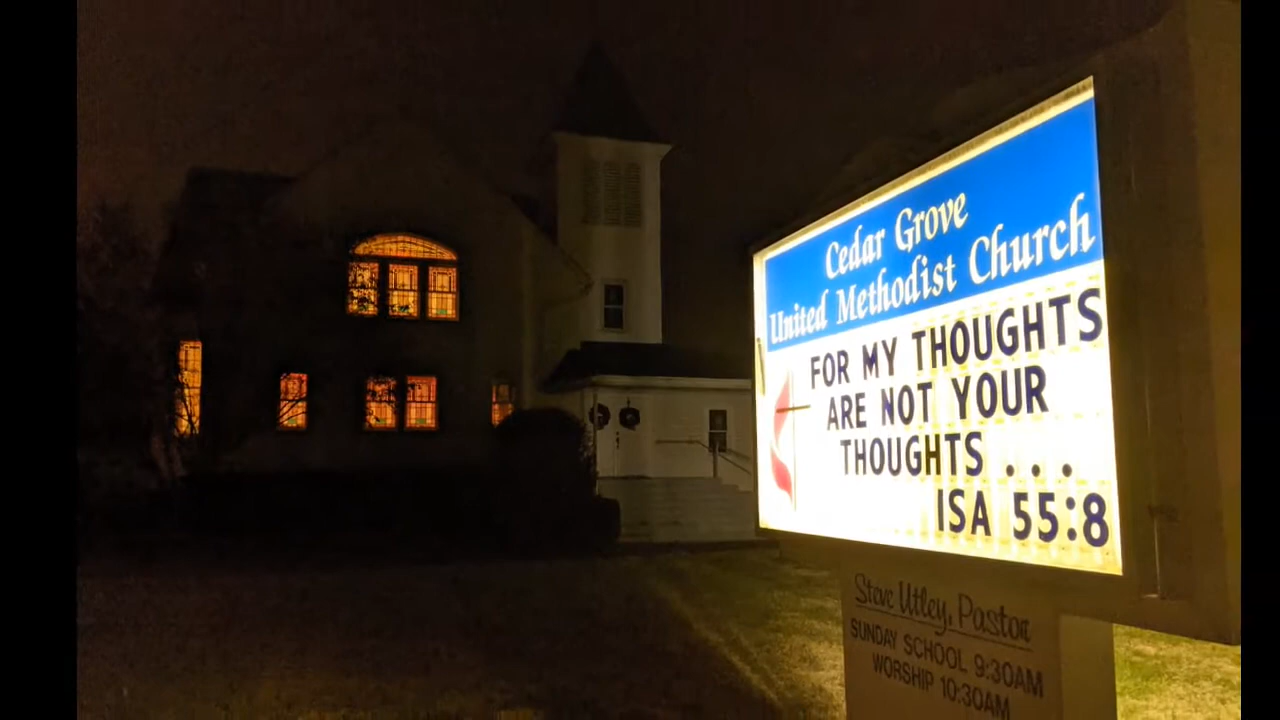 Cedar Grove
United Methodist Church
FOR MY THOUGHTS
ARE NOT YOUR
THOUGHTS ...
ISA 55:8
Steve Utley, Pastor
SUNDAY SCHOOL 9:30AM
WORSHIP 10:30AM